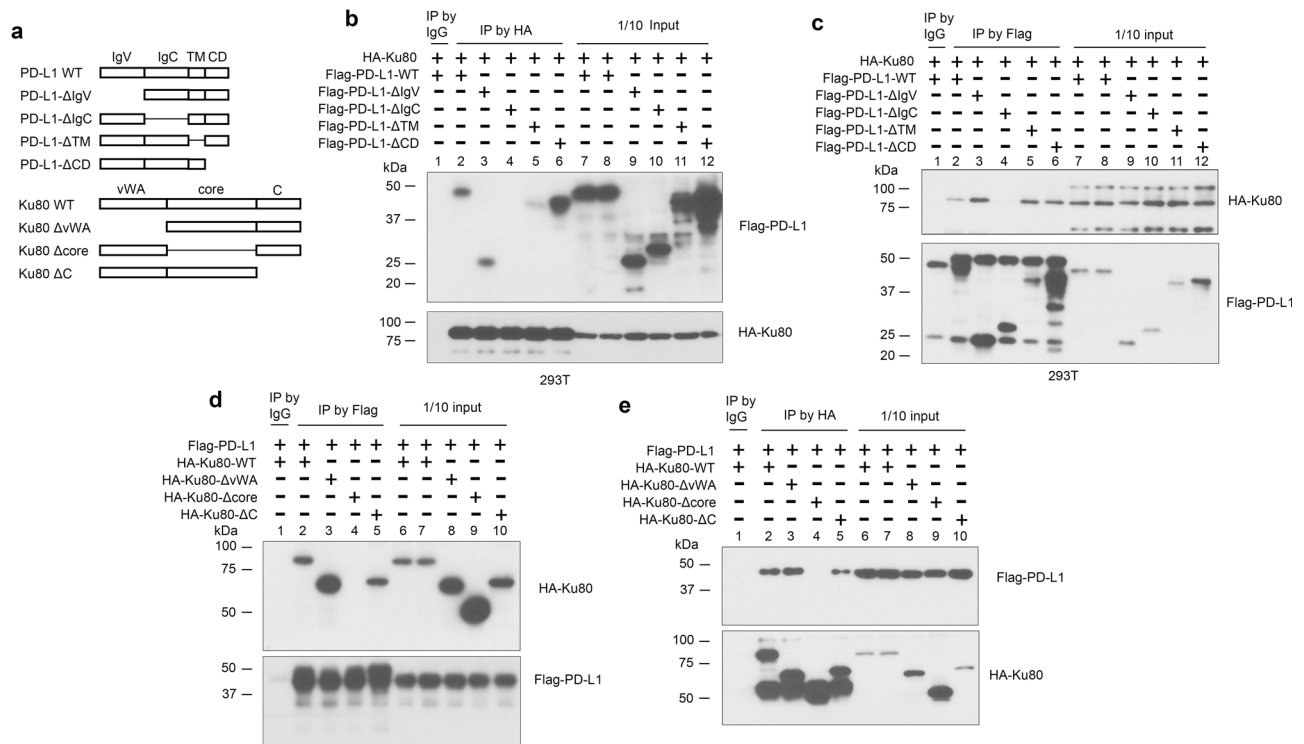 a
IgV IgC TM CD
PD-L1 WT
PD-L1-ΔIgV
PD-L1-ΔIgC
PD-L1-ΔTM
PD-L1-ΔCD
vWA core C
Ku80 WT
Ku80 ΔvWA
Ku80 Δcore
Ku80 ΔC
b
IP by IgG IP by HA 1/10 Input
HA-Ku80 + + + + + + + + + + + +
Flag-PD-L1-WT + + - - - - + + - - - -
Flag-PD-L1-ΔIgV - - + - - - - - + - - -
Flag-PD-L1-ΔIgC - - - + - - - - - + - -
Flag-PD-L1-ΔTM - - - - + - - - - - + -
Flag-PD-L1-ΔCD - - - - - + - - - - - +
kDa 1 2 3 4 5 6 7 8 9 10 11 12
50
37
25
20
Flag-PD-L1
100
75
HA-Ku80
293T
c
IP by IgG IP by Flag 1/10 input
HA-Ku80 + + + + + + + + + + + +
Flag-PD-L1-WT + + - - - - + + - - - -
Flag-PD-L1-ΔIgV - - + - - - - - + - - -
Flag-PD-L1-ΔIgC - - - + - - - - - + - -
Flag-PD-L1-ΔTM - - - - + - - - - - + -
Flag-PD-L1-ΔCD - - - - - + - - - - - +
kDa 1 2 3 4 5 6 7 8 9 10 11 12
100
75
HA-Ku80
50
37
25
20
Flag-PD-L1
293T
d
IP by IgG IP by Flag 1/10 input
Flag-PD-L1 + + + + + + + + + +
HA-Ku80-WT + + - - - + + - - -
HA-Ku80-ΔvWA - - + - - - - + - -
HA-Ku80-Δcore - - - + - - - - + -
HA-Ku80-ΔC - - - - + - - - - +
kDa 1 2 3 4 5 6 7 8 9 10
100
75
50
HA-Ku80
50
37
Flag-PD-L1
e
IP by IgG IP by HA 1/10 input
Flag-PD-L1 + + + + + + + + + +
HA-Ku80-WT + + - - - + + - - -
HA-Ku80-ΔvWA - - + - - - - + - -
HA-Ku80-Δcore - - - + - - - - + -
HA-Ku80-ΔC - - - - + - - - - +
kDa 1 2 3 4 5 6 7 8 9 10
50
37
Flag-PD-L1
100
75
50
HA-Ku80